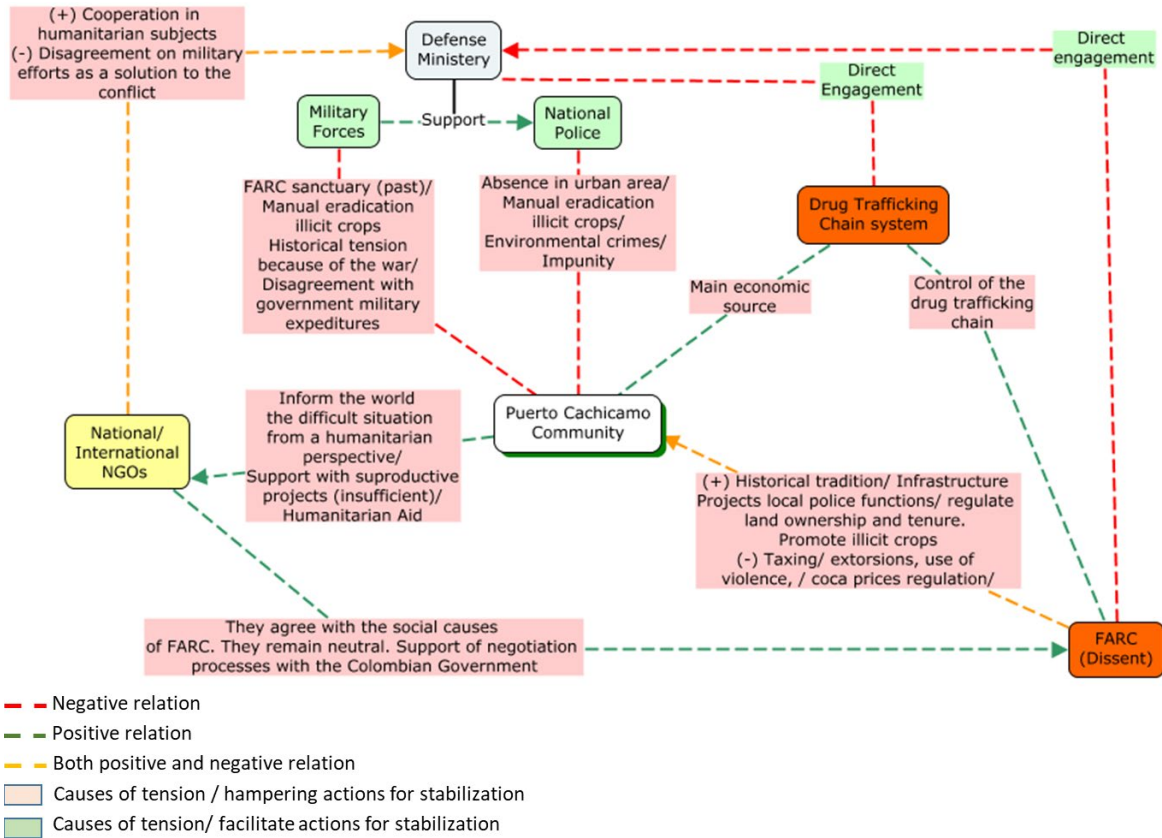 (+) Cooperation in
humanitarian subjects
(-) Disagreement on military
efforts as a solution to the
conflict
Defense
Ministery
Direct
engagement
Direct
Engagement
Military
Forces
Support
National
Police
FARC sanctuary (past)/
Manual eradication
illicit crops
Historical tension
because of the war/
Disagreement with
government military
expeditures
Absence in urban area/
Manual eradication
illicit crops/
Environmental crimes/
Impunity
Drug Trafficking
Chain system
Main economic
source
Control of the
drug trafficking
chain
National/
International
NGOs
Inform the world
the difficult situation
from a humanitarian
perspective/
Support with suproductive
projects (insufficient)/
Humanitarian Aid
Puerto Cachicamo
Community
(+) Historical tradition/ Infrastructure
Projects local police functions/ regulate
land ownership and tenure.
Promote illicit crops
(-) Taxing/ extorsions, use of
violence, / coca prices regulation/
They agree with the social causes
of FARC. They remain neutral. Support of negotiation
processes with the Colombian Government
FARC
(Dissent)
Negative relation
Positive relation
Both positive and negative relation
Causes of tension / hampering actions for stabilization
Causes of tension/ facilitate actions for stabilization